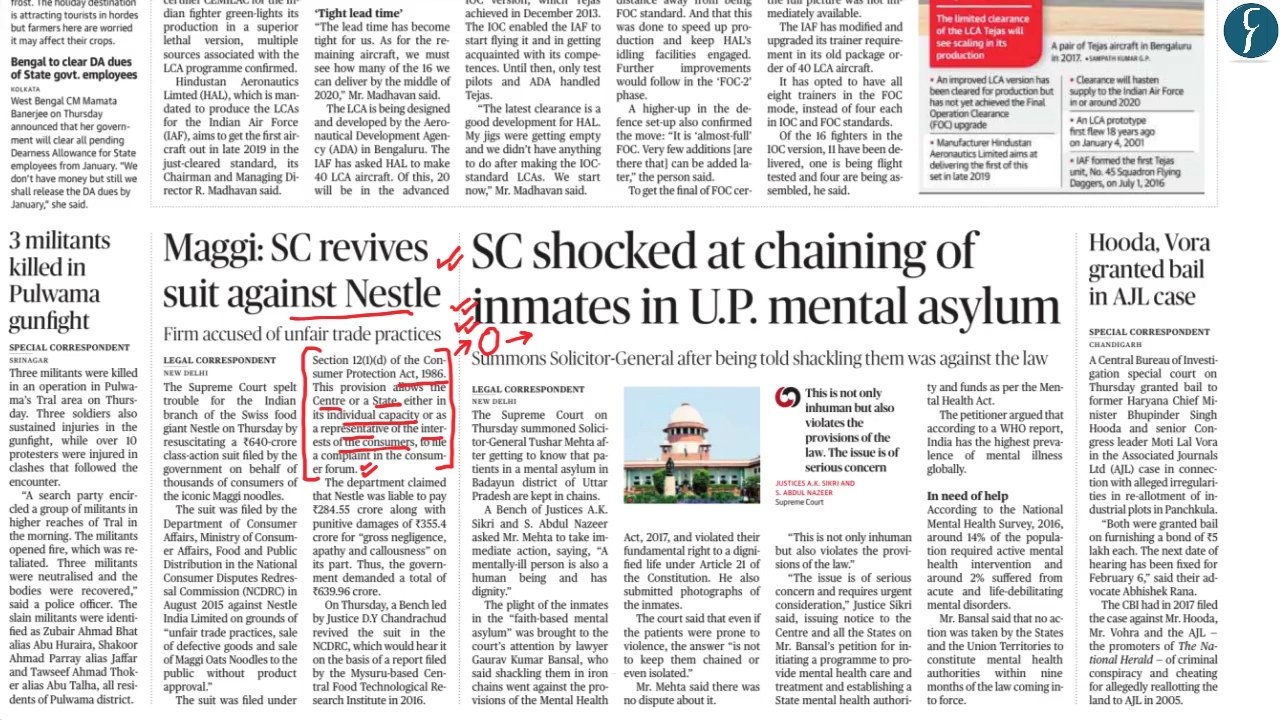 frost. The holiday destination
is attracting tourists in hordes
but farmers here are worried
it may affect their crops.
Bengal to clear DA dues
of State govt. employees
KOLKATA
West Bengal CM Mamata
Banerjee on Thursday
announced that her govern-
ment will clear all pending
Dearness Allowance for State
employees from January. “We
don’t have money but still we
shall release the DA dues by
January,” she said.
dian fighter green-lights its
production in a superior
lethal version, multiple
sources associated with the
LCA programme confirmed.
Hindustan Aeronautics
Limited (HAL), which is man-
dated to produce the LCAs
for the Indian Air Force
(IAF), aims to get the first air-
craft out in late 2019 in the
just-cleared standard, its
Chairman and Managing Di-
rector R. Madhavan said.
‘Tight lead time’
“The lead time has become
tight for us. As for the re-
maining aircraft, we must
see how many of the 16 we
can deliver by the middle of
2020,” Mr. Madhavan said.
The LCA is being designed
and developed by the Aero-
nautical Development Agen-
cy (ADA) in Bengaluru. The
IAF has asked HAL to make
40 LCA aircraft. Of this, 20
will be in the advanced
IOC version, which Tejas
achieved in December 2013.
The IOC enabled the IAF to
start flying it and in getting
acquainted with its compe-
tences. Until then, only test
pilots and ADA handled
Tejas.
“The latest clearance is a
good development for HAL.
My jigs were getting empty
and we didn’t have anything
to do after making the IOC-
standard LCAs. We start
now,” Mr. Madhavan said.
distance away from being
FOC standard. And that this
was done to speed up pro-
duction and keep HAL’s
idling facilities engaged.
Further improvements
would follow in the ‘FOC-2’
phase.
A higher-up in the de-
fence set-up also confirmed
the move: “It is ‘almost-full’
FOC. Very few additions [are
there that] can be added la-
ter,” the person said.
To get the final of FOC cer-
the full picture was not im-
mediately available.
The IAF has modified and
upgraded its trainer require-
ment in its old package or-
der of 40 LCA aircraft.
It has opted to have all
eight trainers in the FOC
mode, instead of four each
in IOC and FOC standards.
Of the 16 fighters in the
IOC version, 11 have been de-
livered, one is being flight
tested and four are being as-
sembled, he said.
The limited clearance
of the LCA Tejas will
see scaling in its
production
A pair of Tejas aircraft in Bengaluru
in 2017. •SAMPATH KUMAR G.P.
• An improved LCA version has
been cleared for production but
has not yet achieved the Final
Operation Clearance
(FOC) upgrade
• Manufacturer Hindustan
Aeronautics Limited aims at
delivering the first of this
set in late 2019
• Clearance will hasten
supply to the Indian Air Force
in or around 2020
• An LCA prototype
first flew 18 years ago
on January 4, 2001
• IAF formed the first Tejas
unit, No. 45 Squadron Flying
Daggers, on July 1, 2016
3 militants
killed in
Pulwama
gunfight
SPECIAL CORRESPONDENT
SRINAGAR
Three militants were killed
in an operation in Pulwa-
ma’s Tral area on Thurs-
day. Three soldiers also
sustained injuries in the
gunfight, while over 10
protesters were injured in
clashes that followed the
encounter.
“A search party encir-
cled a group of militants in
higher reaches of Tral in
the morning. The militants
opened fire, which was re-
taliated. Three militants
were neutralised and the
bodies were recovered,”
said a police officer. The
slain militants were identi-
fied as Zubair Ahmad Bhat
alias Abu Huraira, Shakoor
Ahmad Parray alias Jaffar
and Tawseef Ahmad Thok-
er alias Abu Talha, all resi-
dents of Pulwama district.
Maggi: SC revives
suit against Nestle
Firm accused of unfair trade practices
LEGAL CORRESPONDENT
NEW DELHI
The Supreme Court spelt
trouble for the Indian
branch of the Swiss food
giant Nestle on Thursday by
resuscitating a ₹640-crore
class-action suit filed by the
government on behalf of
thousands of consumers of
the iconic Maggi noodles.
The suit was filed by the
Department of Consumer
Affairs, Ministry of Consum-
er Affairs, Food and Public
Distribution in the National
Consumer Disputes Redres-
sal Commission (NCDRC) in
August 2015 against Nestle
India Limited on grounds of
“unfair trade practices, sale
of defective goods and sale
of Maggi Oats Noodles to the
public without product
approval.”
The suit was filed under
Section 12(1)(d) of the Con-
sumer Protection Act, 1986.
This provision allows the
Centre or a State, either in
its individual capacity or as
a representative of the inter-
ests of the consumers, to file
a complaint in the consum-
er forum.
The department claimed
that Nestle was liable to pay
₹284.55 crore along with
punitive damages of ₹355.4
crore for “gross negligence,
apathy and callousness” on
its part. Thus, the govern-
ment demanded a total of
₹639.96 crore.
On Thursday, a Bench led
by Justice D.Y Chandrachud
revived the suit in the
NCDRC, which would hear it
on the basis of a report filed
by the Mysuru-based Cen-
tral Food Technological Re-
search Institute in 2016.
SC shocked at chaining of
inmates in U.P. mental asylum
Summons Solicitor-General after being told shackling them was against the law
LEGAL CORRESPONDENT
NEW DELHI
The Supreme Court on
Thursday summoned Solici-
tor-General Tushar Mehta af-
ter getting to know that pa-
tients in a mental asylum in
Badayun district of Uttar
Pradesh are kept in chains.
A Bench of Justices A.K.
Sikri and S. Abdul Nazeer
asked Mr. Mehta to take im-
mediate action, saying, “A
mentally-ill person is also a
human being and has
dignity.”
The plight of the inmates
in the “faith-based mental
asylum” was brought to the
court’s attention by lawyer
Gaurav Kumar Bansal, who
said shackling them in iron
chains went against the pro-
visions of the Mental Health
This is not only
inhuman but also
violates the
provisions of the
law. The issue is of
serious concern
JUSTICES A.K. SIKRI AND
S. ABDUL NAZEER
Supreme Court
Act, 2017, and violated their
fundamental right to a digni-
fied life under Article 21 of
the Constitution. He also
submitted photographs of
the inmates.
The court said that even if
the patients were prone to
violence, the answer “is not
to keep them chained or
even isolated.”
Mr. Mehta said there was
no dispute about it.
“This is not only inhuman
but also violates the provi-
sions of the law.”
“The issue is of serious
concern and requires urgent
consideration,” Justice Sikri
said, issuing notice to the
Centre and all the States on
Mr. Bansal’s petition for in-
itiating a programme to pro-
vide mental health care and
treatment and establishing a
State mental health authori-
ty and funds as per the Men-
tal Health Act.
The petitioner argued that
according to a WHO report,
India has the highest preva-
lence of mental illness
globally.
In need of help
According to the National
Mental Health Survey, 2016,
around 14% of the popula-
tion required active mental
health intervention and
around 2% suffered from
acute and life-debilitating
mental disorders.
Mr. Bansal said that no ac-
tion was taken by the States
and the Union Territories to
constitute mental health
authorities within nine
months of the law coming in-
to force.
Hooda, Vora
granted bail
in AJL case
SPECIAL CORRESPONDENT
CHANDIGARH
A Central Bureau of Investi-
gation special court on
Thursday granted bail to
former Haryana Chief Mi-
nister Bhupinder Singh
Hooda and senior Con-
gress leader Moti Lal Vora
in the Associated Journals
Ltd (AJL) case in connec-
tion with alleged irregulari-
ties in re-allotment of in-
dustrial plots in Panchkula.
“Both were granted bail
on furnishing a bond of ₹5
lakh each. The next date of
hearing has been fixed for
February 6,” said their ad-
vocate Abhishek Rana.
The CBI had in 2017 filed
the case against Mr. Hooda,
Mr. Vohra and the AJL –
the promoters of The Na-
tional Herald – of criminal
conspiracy and cheating
for allegedly reallotting the
land to AJL in 2005.